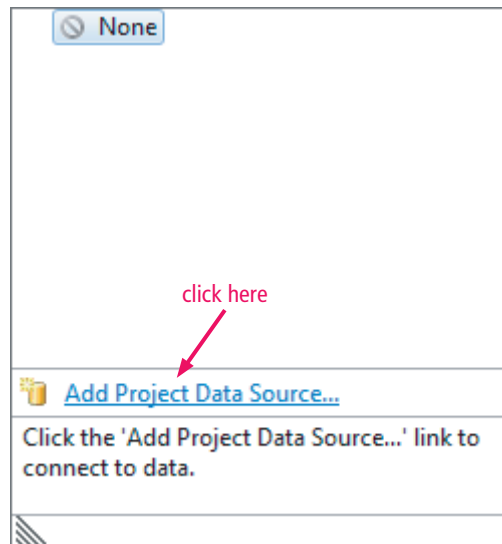 None
click here
Add Project Data Source...
Click the 'Add Project Data Source...' link to
connect to data.